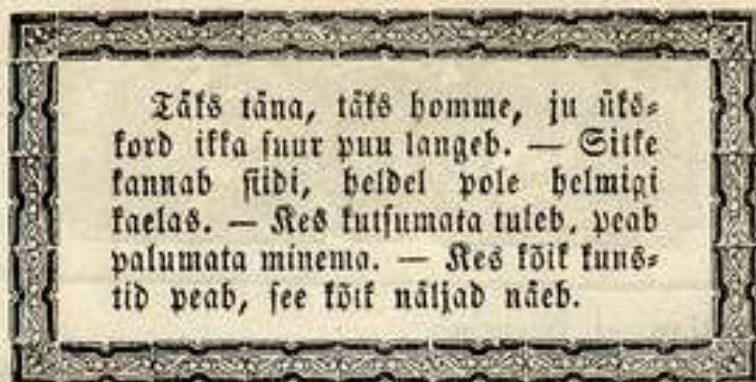 Täks täna, täks homme, ju üks-
kord ikka suur puu langeb. — Sitke
kannab siidi, heldel pole helmigi
kaelas. — Kes kutsumata tuleb, peab
palumata minema. — Kes kõik kuns-
tid peab, see kõik näljad näeb.